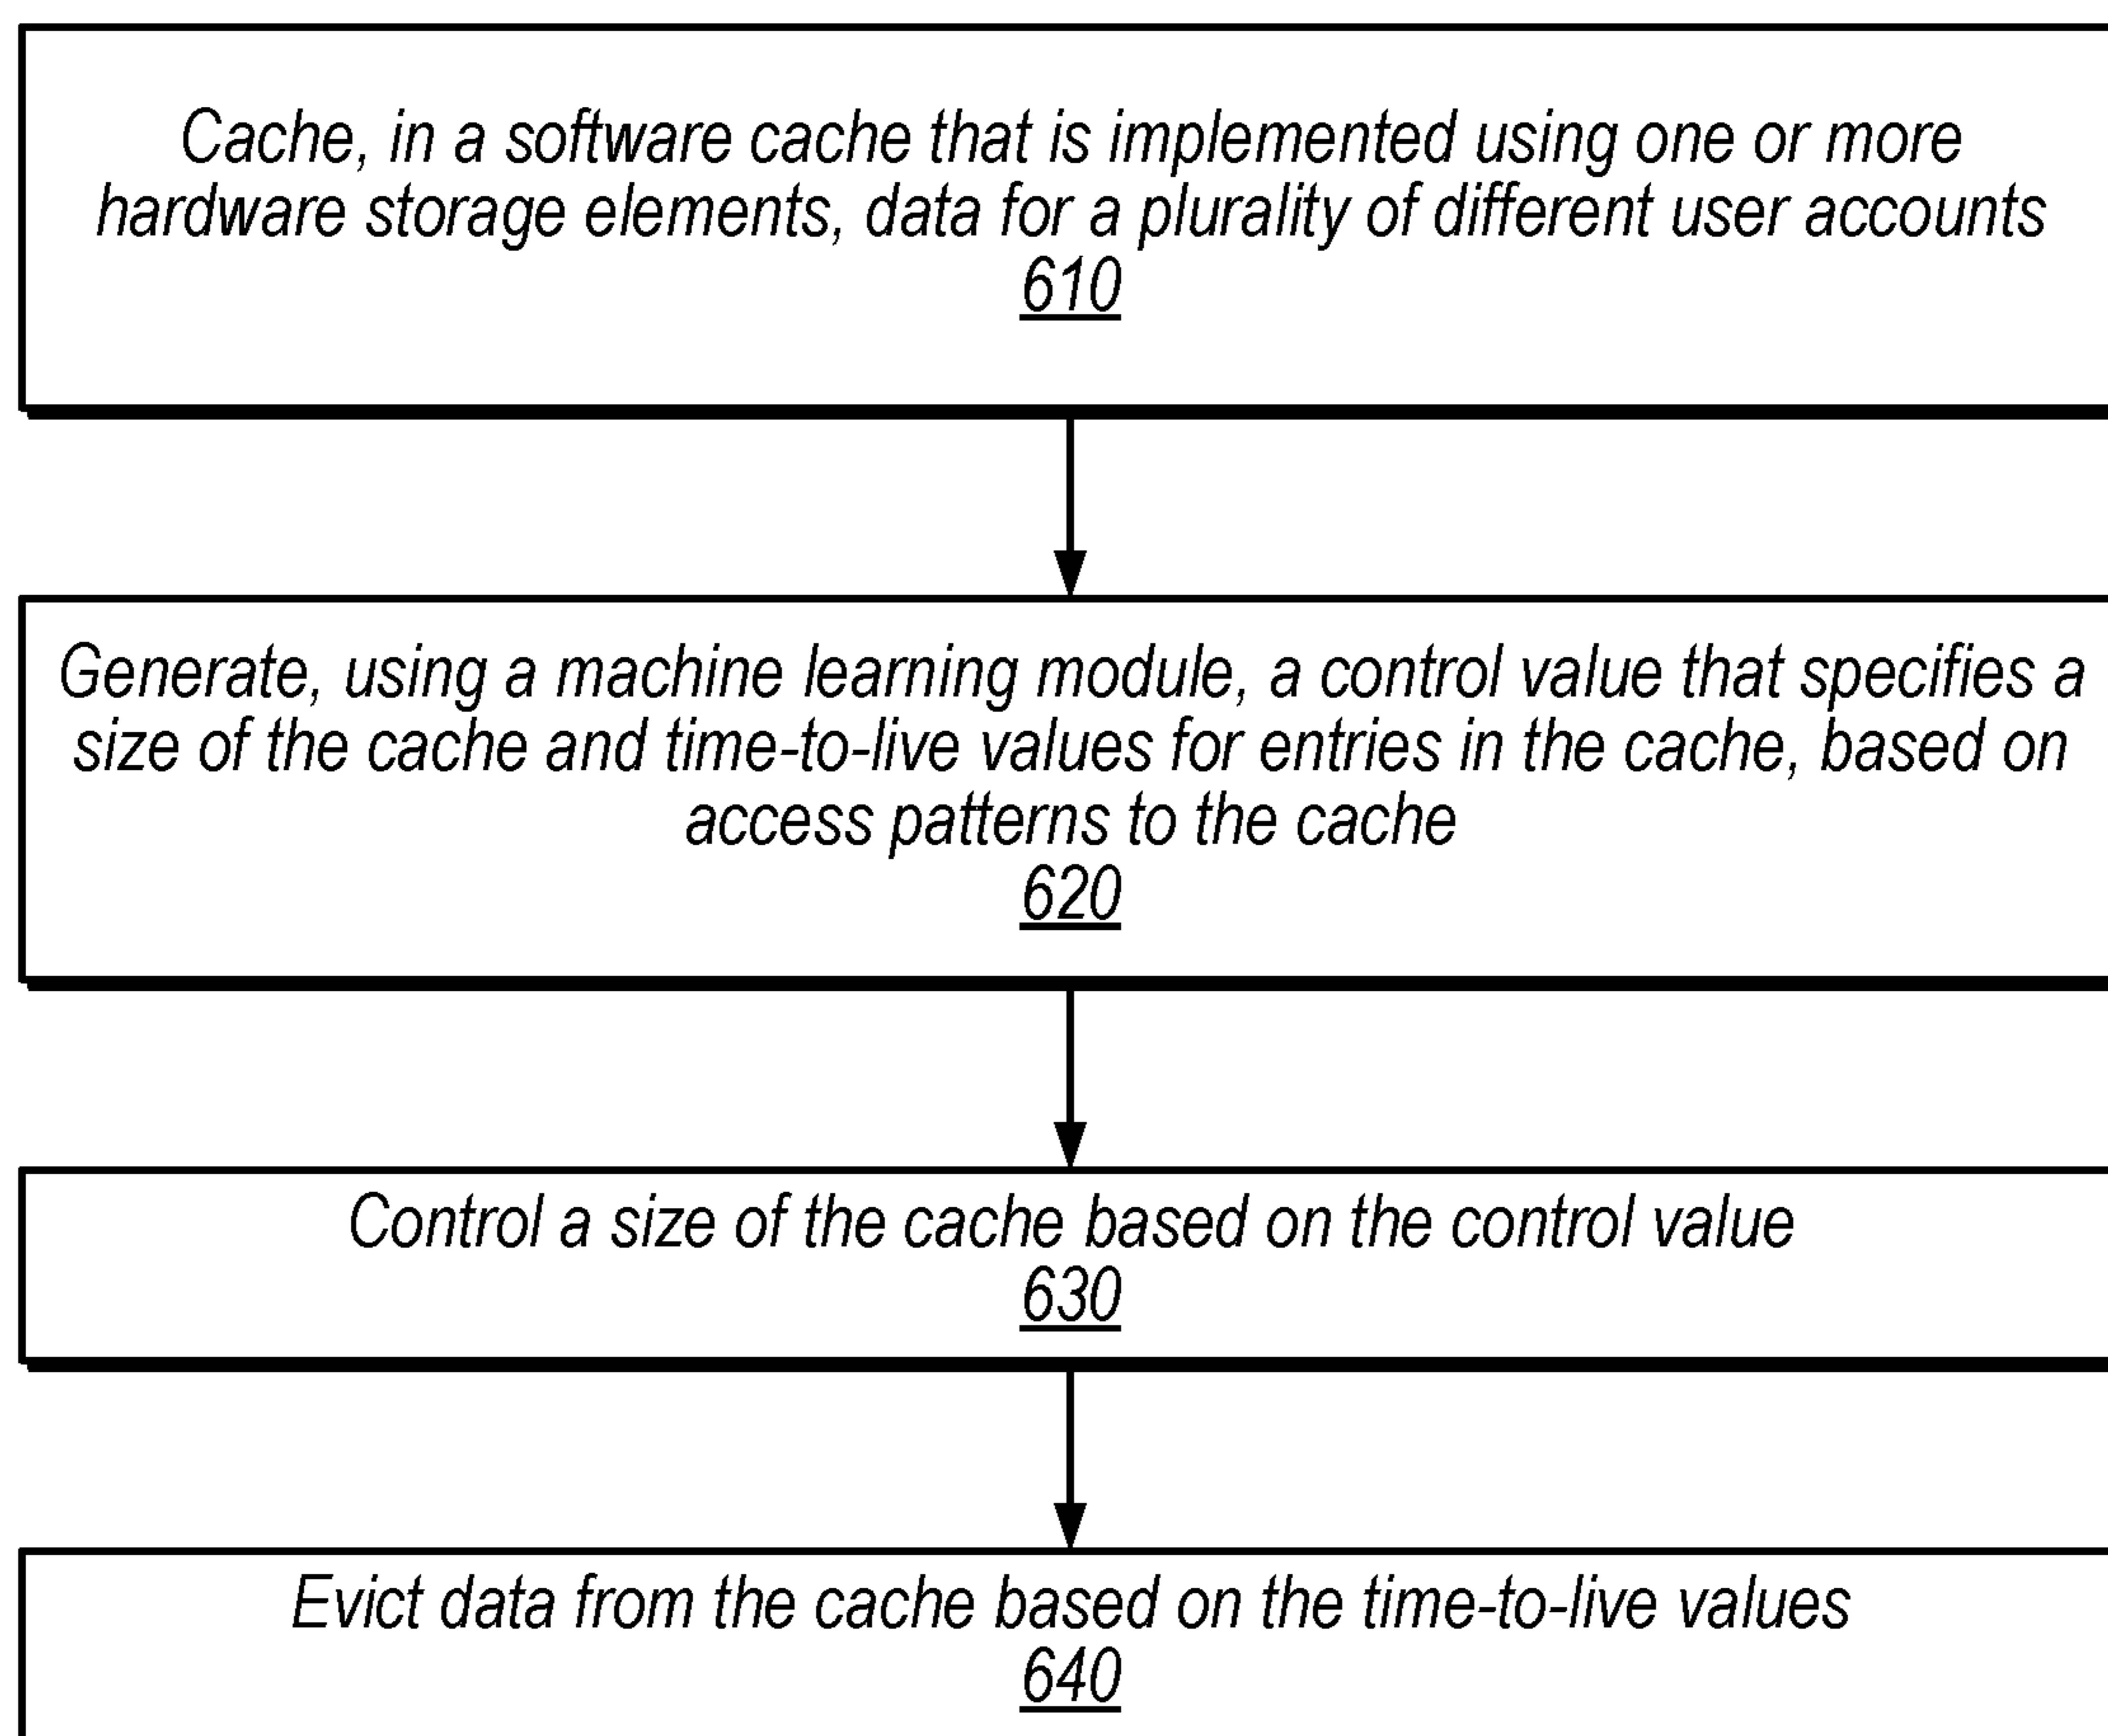 Cache, in a software cache that is implemented using one or more
hardware storage elements, data for a plurality of different user accounts
610
Generate, using a machine learning module, a control value that specifies a
size of the cache and time-to-live values for entries in the cache, based on
access patterns to the cache
620
Control a size of the cache based on the control value
630
Evict data from the cache based on the time-to-live values
640